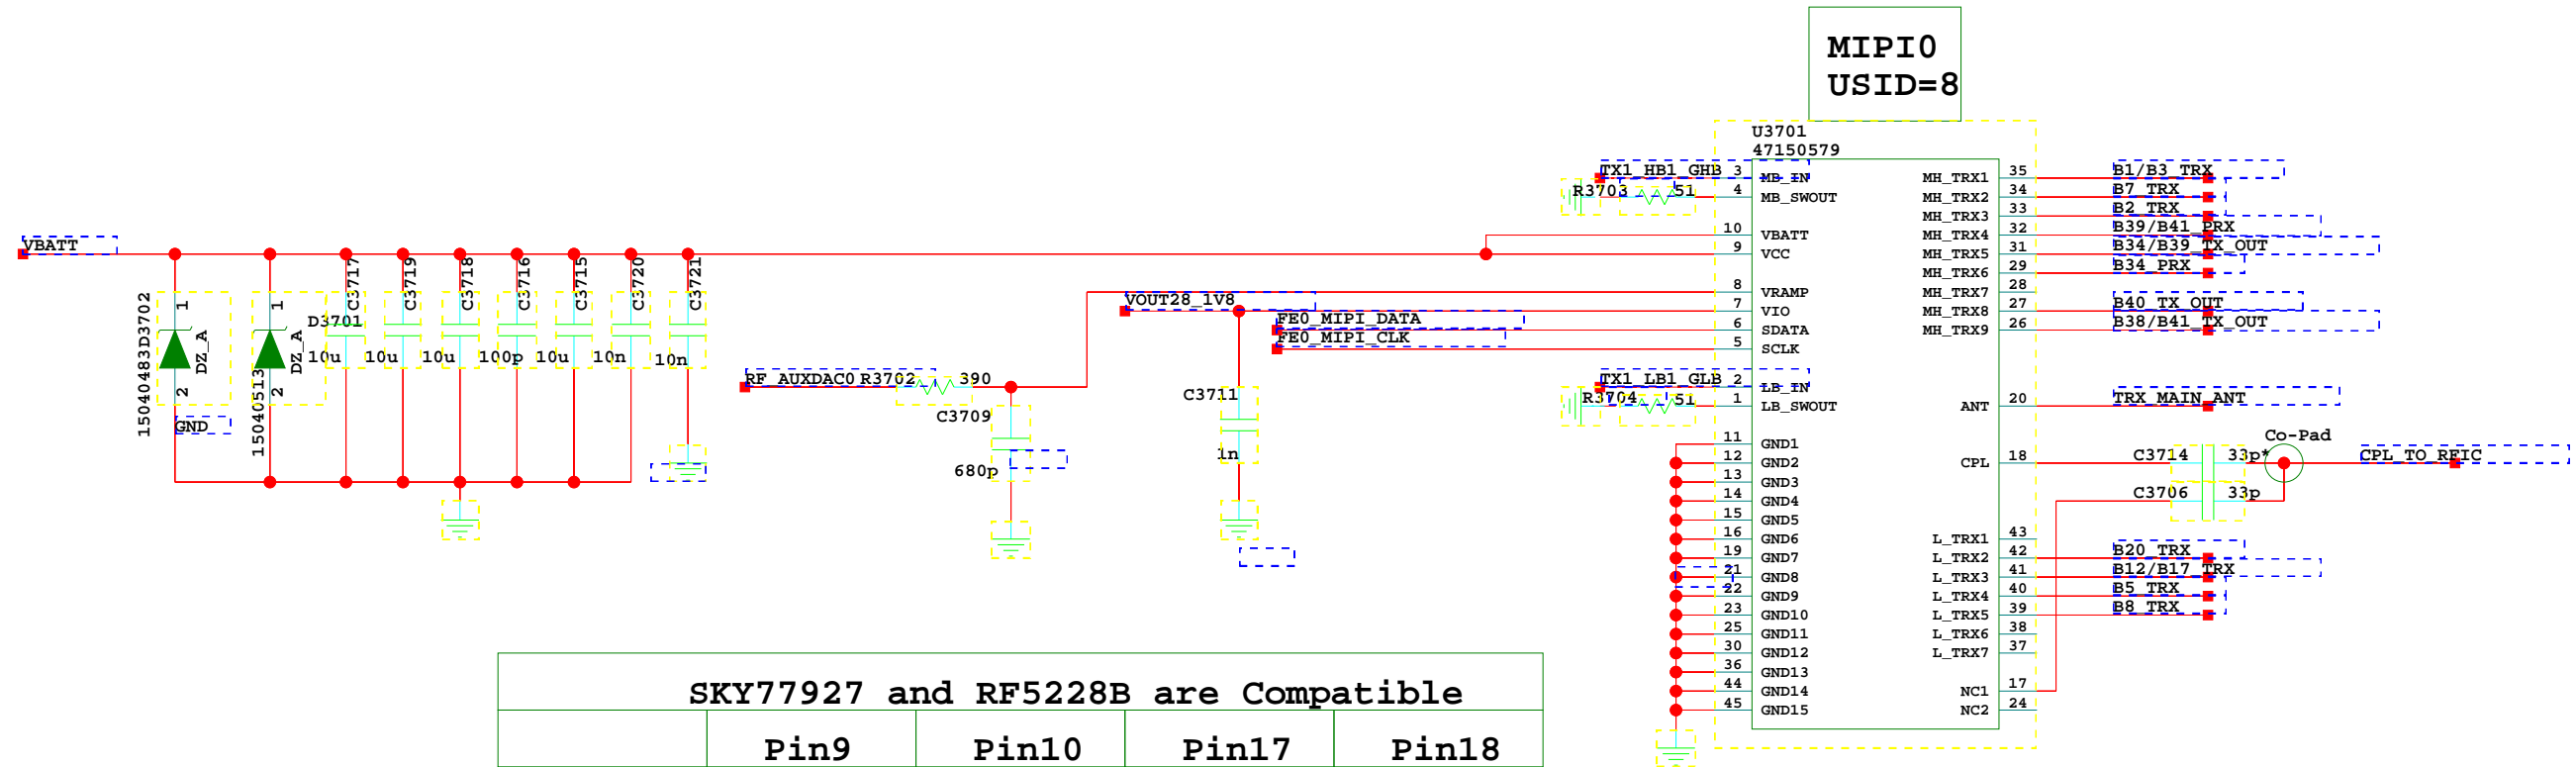 MIPI0
USID=8
U3701
47150579
TX1_HB1_GHB 3 MB_IN MH_TRX1 35 B1/B3_TRX
R3703 51 4 MB_SWOUT MH_TRX2 34 B7_TRX
MH_TRX3 33 B2_TRX
10 VBATT MH_TRX4 32 B39/B41_PRX
VBATT 9 VCC MH_TRX5 31 B34/B39_TX_OUT
MH_TRX6 29 B34_PRX
8 VRAMP MH_TRX7 28
VOUT28_1V8 7 VIO MH_TRX8 27 B40_TX_OUT
FE0_MIPI_DATA 6 SDATA MH_TRX9 26 B38/B41_TX_OUT
FE0_MIPI_CLK 5 SCLK
C3717 C3719 C3718 C3716 C3715 C3720 C3721
15040483 D3702 1 DZ_A 2
15040513 D3701 1 DZ_A 2
10u 10u 10u 100p 10u 10n 10n
GND
RF_AUXDAC0 R3702 390
C3709
680p
C3711
1n
TX1_LB1_GLB 2 LB_IN
R3704 51 1 LB_SWOUT ANT 20 TRX_MAIN_ANT
11 GND1 Co-Pad
12 GND2 CPL 18 C3714 33p* CPL_TO_RFIC
13 GND3
14 GND4 C3706 33p
15 GND5
16 GND6 L_TRX1 43
19 GND7 L_TRX2 42 B20_TRX
21 GND8 L_TRX3 41 B12/B17_TRX
22 GND9 L_TRX4 40 B5_TRX
23 GND10 L_TRX5 39 B8_TRX
25 GND11 L_TRX6 38
30 GND12 L_TRX7 37
36 GND13
44 GND14 NC1 17
45 GND15 NC2 24
SKY77927 and RF5228B are Compatible
Pin9 Pin10 Pin17 Pin18